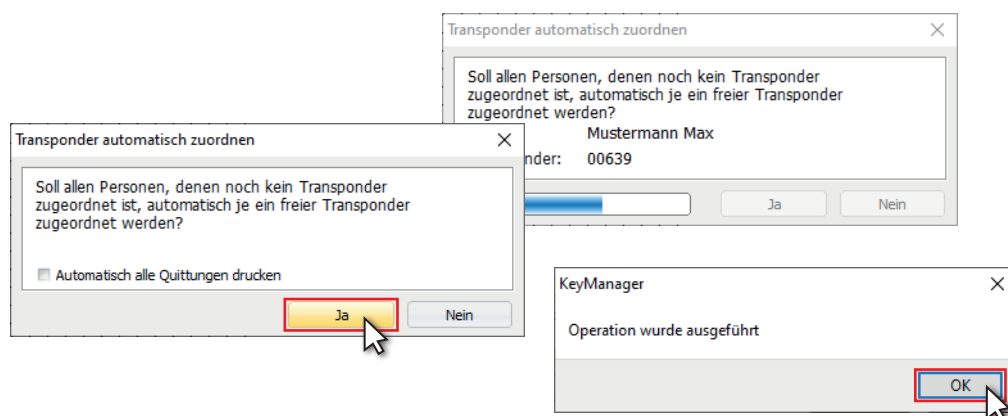 Transponder automatisch zuordnen
Soll allen Personen, denen noch kein Transponder
zugeordnet ist, automatisch je ein freier Transponder
zugeordnet werden?
Mustermann Max
nder: 00639
Ja Nein
Transponder automatisch zuordnen
Soll allen Personen, denen noch kein Transponder
zugeordnet ist, automatisch je ein freier Transponder
zugeordnet werden?
Automatisch alle Quittungen drucken
Ja Nein
KeyManager
Operation wurde ausgeführt
OK